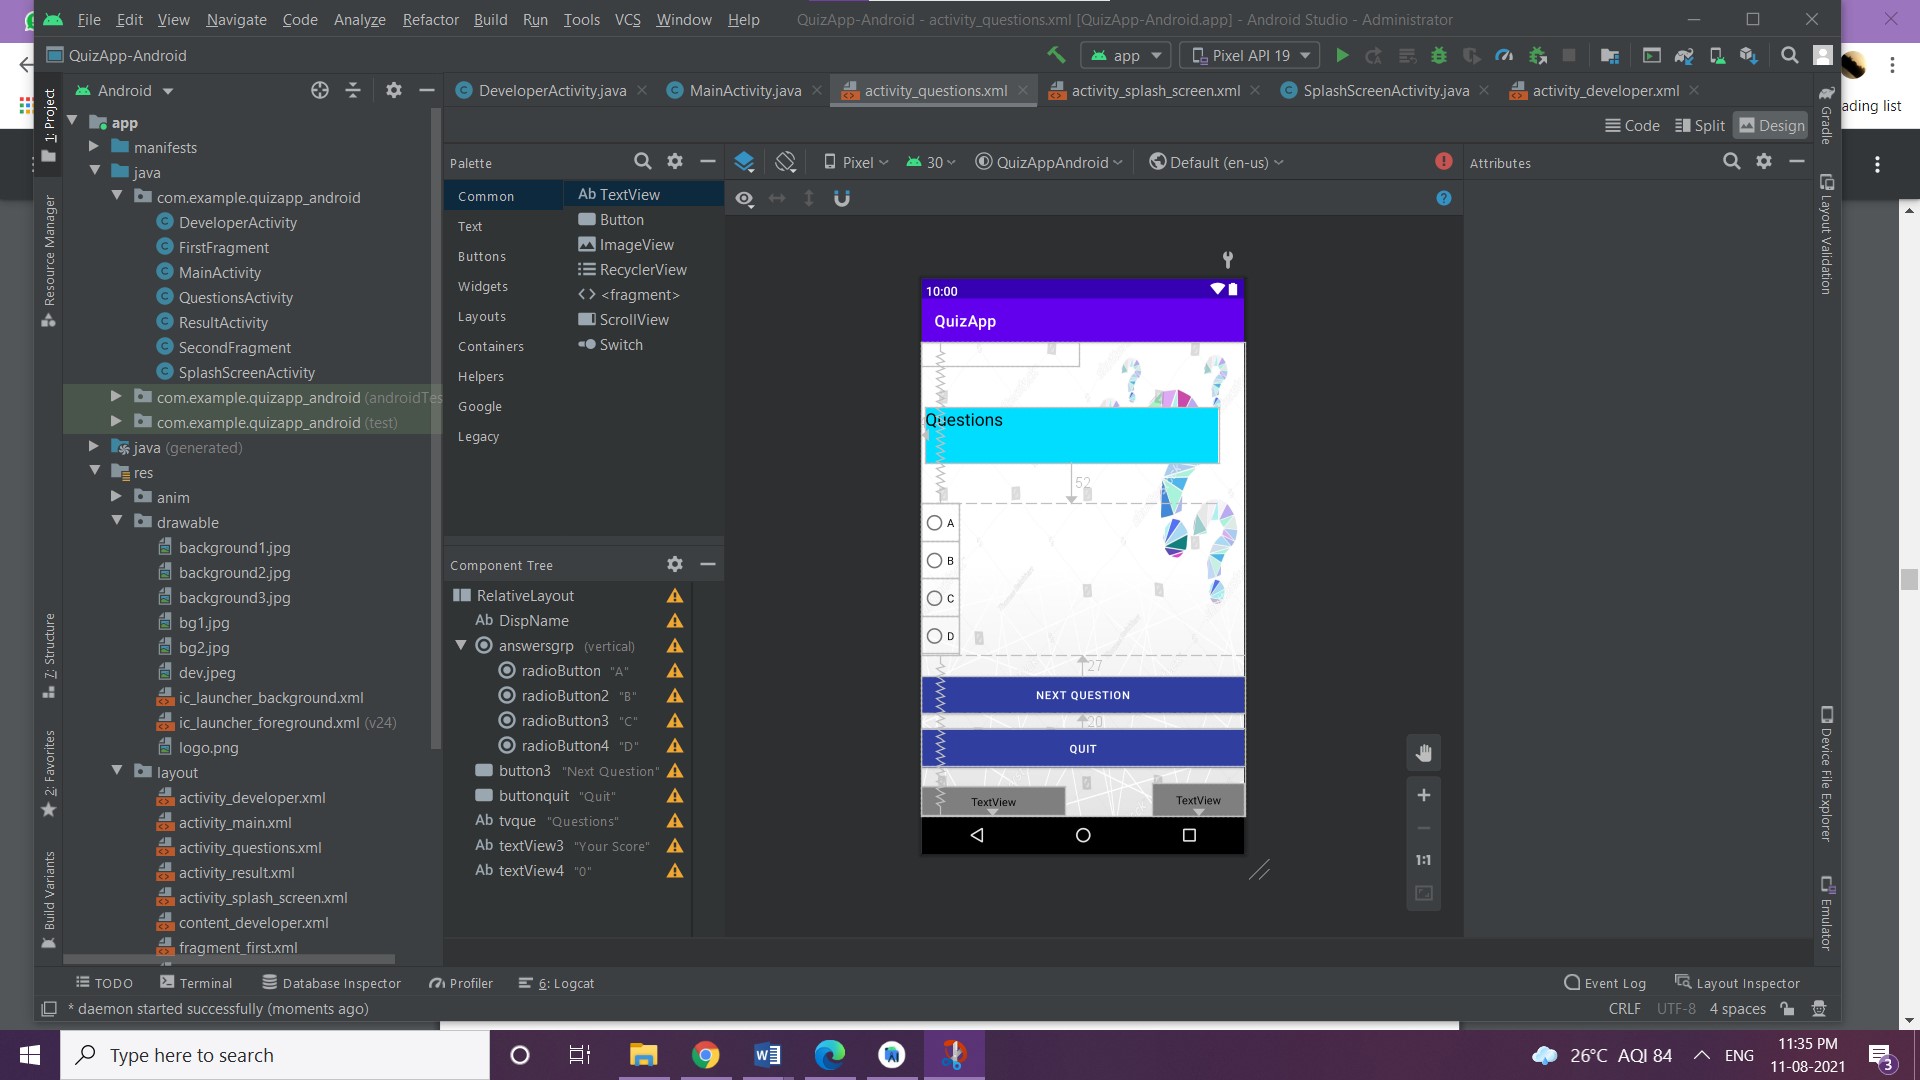 File Edit View Navigate Code Analyze Refactor Build Run Tools VCS Window Help QuizApp-Android - activity_questions.xml [QuizApp-Android.app] - Android Studio - Administrator
QuizApp-Android app Pixel API 19
ading list
Android
DeveloperActivity.java MainActivity.java activity_questions.xml activity_splash_screen.xml SplashScreenActivity.java activity_developer.xml
Code Split Design
1: Project
Resource Manager
7: Structure
2: Favorites
Build Variants
app
manifests
java
com.example.quizapp_android
DeveloperActivity
FirstFragment
MainActivity
QuestionsActivity
ResultActivity
SecondFragment
SplashScreenActivity
com.example.quizapp_android (androidTes
com.example.quizapp_android (test)
java (generated)
res
anim
drawable
background1.jpg
background2.jpg
background3.jpg
bg1.jpg
bg2.jpg
dev.jpeg
ic_launcher_background.xml
ic_launcher_foreground.xml (v24)
logo.png
layout
activity_developer.xml
activity_main.xml
activity_questions.xml
activity_result.xml
activity_splash_screen.xml
content_developer.xml
fragment_first.xml
Palette
Common
Text
Buttons
Widgets
Layouts
Containers
Helpers
Google
Legacy
Ab TextView
Button
ImageView
RecyclerView
<fragment>
ScrollView
Switch
Component Tree
RelativeLayout
Ab DispName
answersgrp (vertical)
radioButton "A"
radioButton2 "B"
radioButton3 "C"
radioButton4 "D"
button3 "Next Question"
buttonquit "Quit"
Ab tvque "Questions"
Ab textView3 "Your Score"
Ab textView4 "0"
Pixel 30 QuizAppAndroid Default (en-us)
10:00
QuizApp
Questions
52
A
B
C
D
27
NEXT QUESTION
20
QUIT
TextView TextView
1:1
Attributes
Gradle
Layout Validation
Device File Explorer
Emulator
TODO Terminal Database Inspector Profiler 6: Logcat Event Log Layout Inspector
* daemon started successfully (moments ago) CRLF UTF-8 4 spaces
Type here to search 26°C AQI 84 ENG 11:35 PM
11-08-2021
3